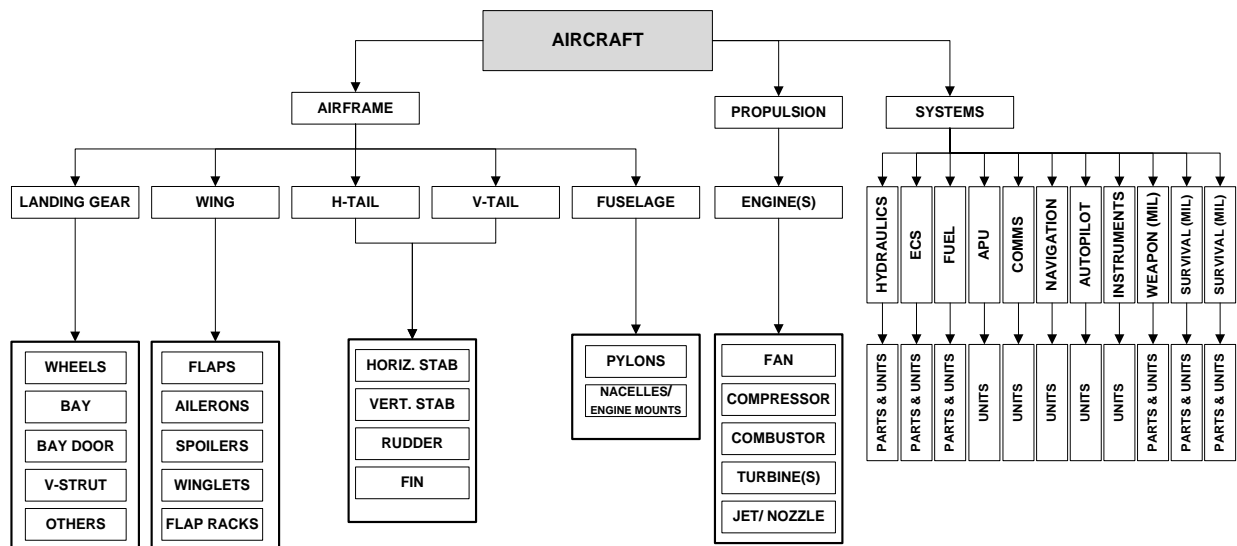 AIRCRAFT
AIRFRAME
PROPULSION
SYSTEMS
LANDING GEAR
WING
H-TAIL
V-TAIL
FUSELAGE
ENGINE(S)
HYDRAULICS
ECS
FUEL
APU
COMMS
NAVIGATION
AUTOPILOT
INSTRUMENTS
WEAPON (MIL)
SURVIVAL (MIL)
SURVIVAL (MIL)
WHEELS
BAY
BAY DOOR
V-STRUT
OTHERS
FLAPS
AILERONS
SPOILERS
WINGLETS
FLAP RACKS
HORIZ. STAB
VERT. STAB
RUDDER
FIN
PYLONS
NACELLES/
ENGINE MOUNTS
FAN
COMPRESSOR
COMBUSTOR
TURBINE(S)
JET/ NOZZLE
PARTS & UNITS
PARTS & UNITS
PARTS & UNITS
UNITS
UNITS
UNITS
UNITS
UNITS
PARTS & UNITS
PARTS & UNITS
PARTS & UNITS